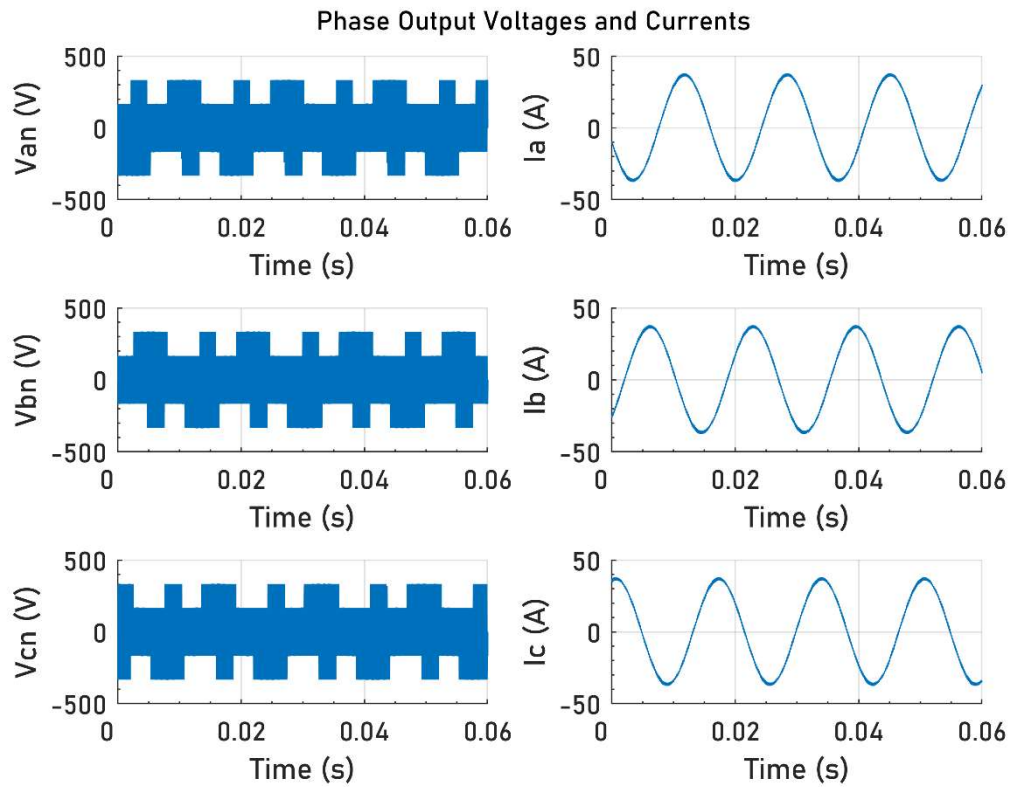 Phase Output Voltages and Currents
500
0
-500
Van (V)
0 0.02 0.04 0.06
Time (s)
50
0
-50
Ia (A)
0 0.02 0.04 0.06
Time (s)
500
0
-500
Vbn (V)
0 0.02 0.04 0.06
Time (s)
50
0
-50
Ib (A)
0 0.02 0.04 0.06
Time (s)
500
0
-500
Vcn (V)
0 0.02 0.04 0.06
Time (s)
50
0
-50
Ic (A)
0 0.02 0.04 0.06
Time (s)